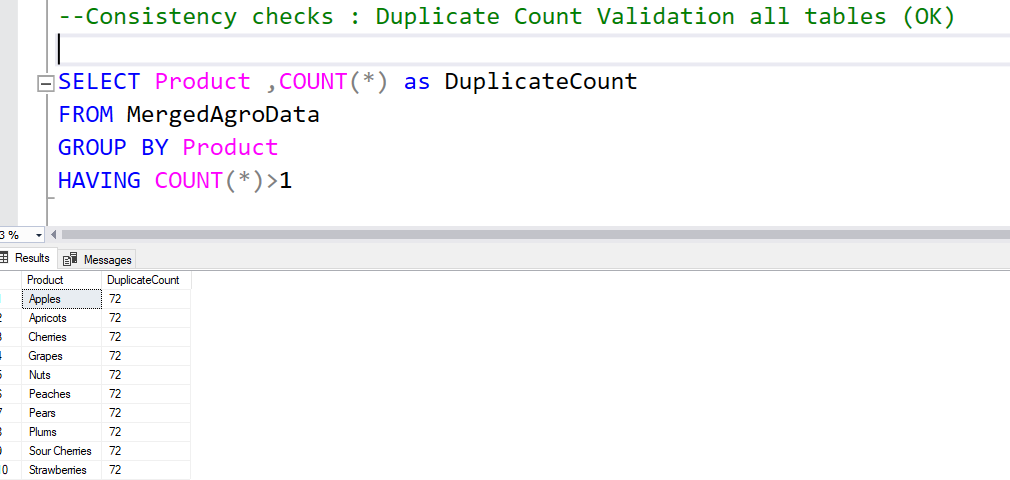 --Consistency checks : Duplicate Count Validation all tables (OK)
SELECT Product ,COUNT(*) as DuplicateCount
FROM MergedAgroData
GROUP BY Product
HAVING COUNT(*)>1
3 %
Results Messages
Product DuplicateCount
1 Apples 72
2 Apricots 72
3 Cherries 72
4 Grapes 72
5 Nuts 72
6 Peaches 72
7 Pears 72
8 Plums 72
9 Sour Cherries 72
10 Strawberries 72